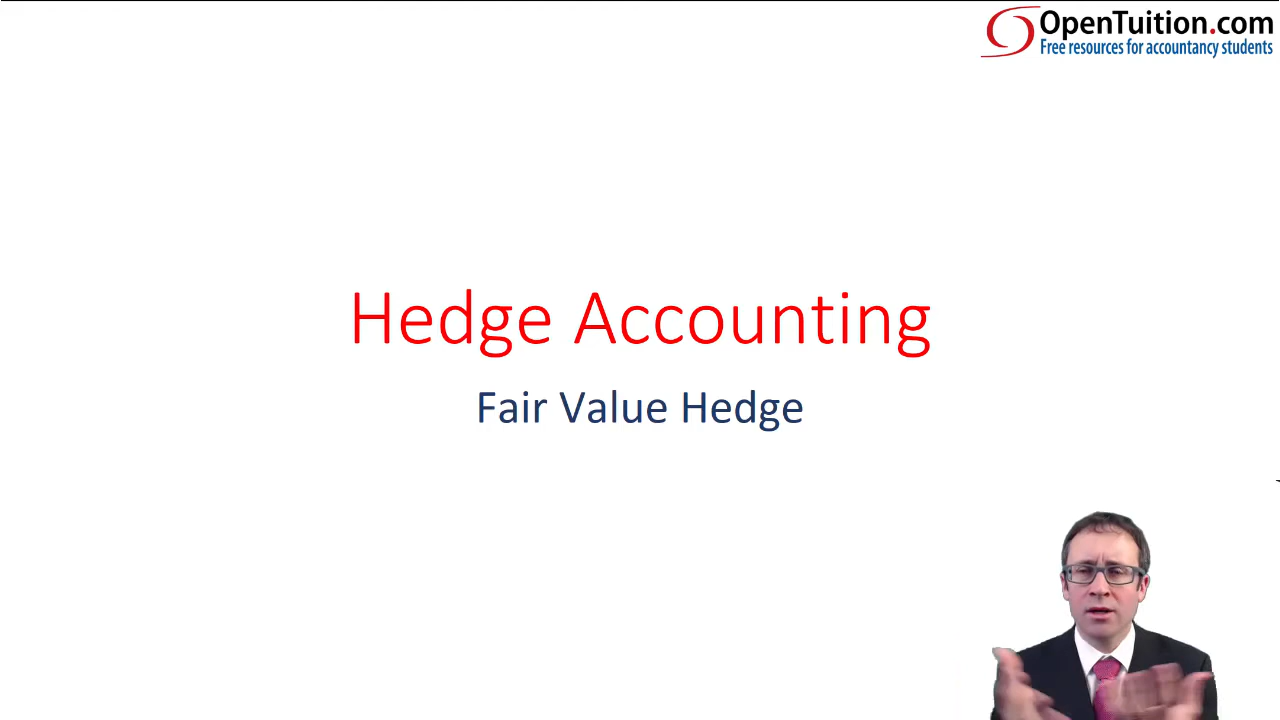 OpenTuition.com
Free resources for accountancy students
Hedge Accounting
Fair Value Hedge